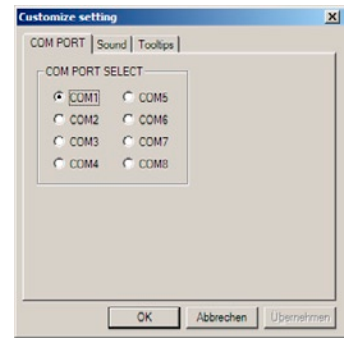 Customize setting
COM PORT Sound Tooltips
COM PORT SELECT
COM1 COM5
COM2 COM6
COM3 COM7
COM4 COM8
OK Abbrechen Übernehmen